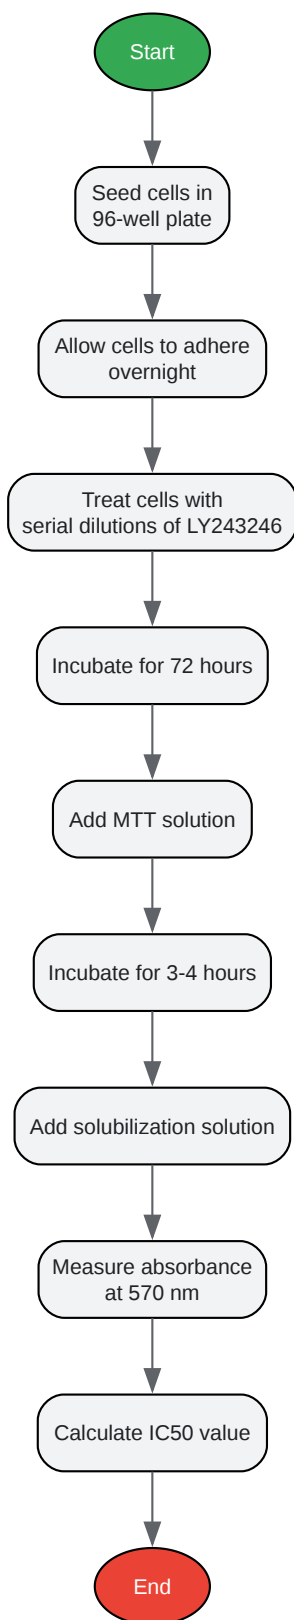 Start
Seed cells in
96-well plate
Allow cells to adhere
overnight
Treat cells with
serial dilutions of LY243246
Incubate for 72 hours
Add MTT solution
Incubate for 3-4 hours
Add solubilization solution
Measure absorbance
at 570 nm
Calculate IC50 value
End